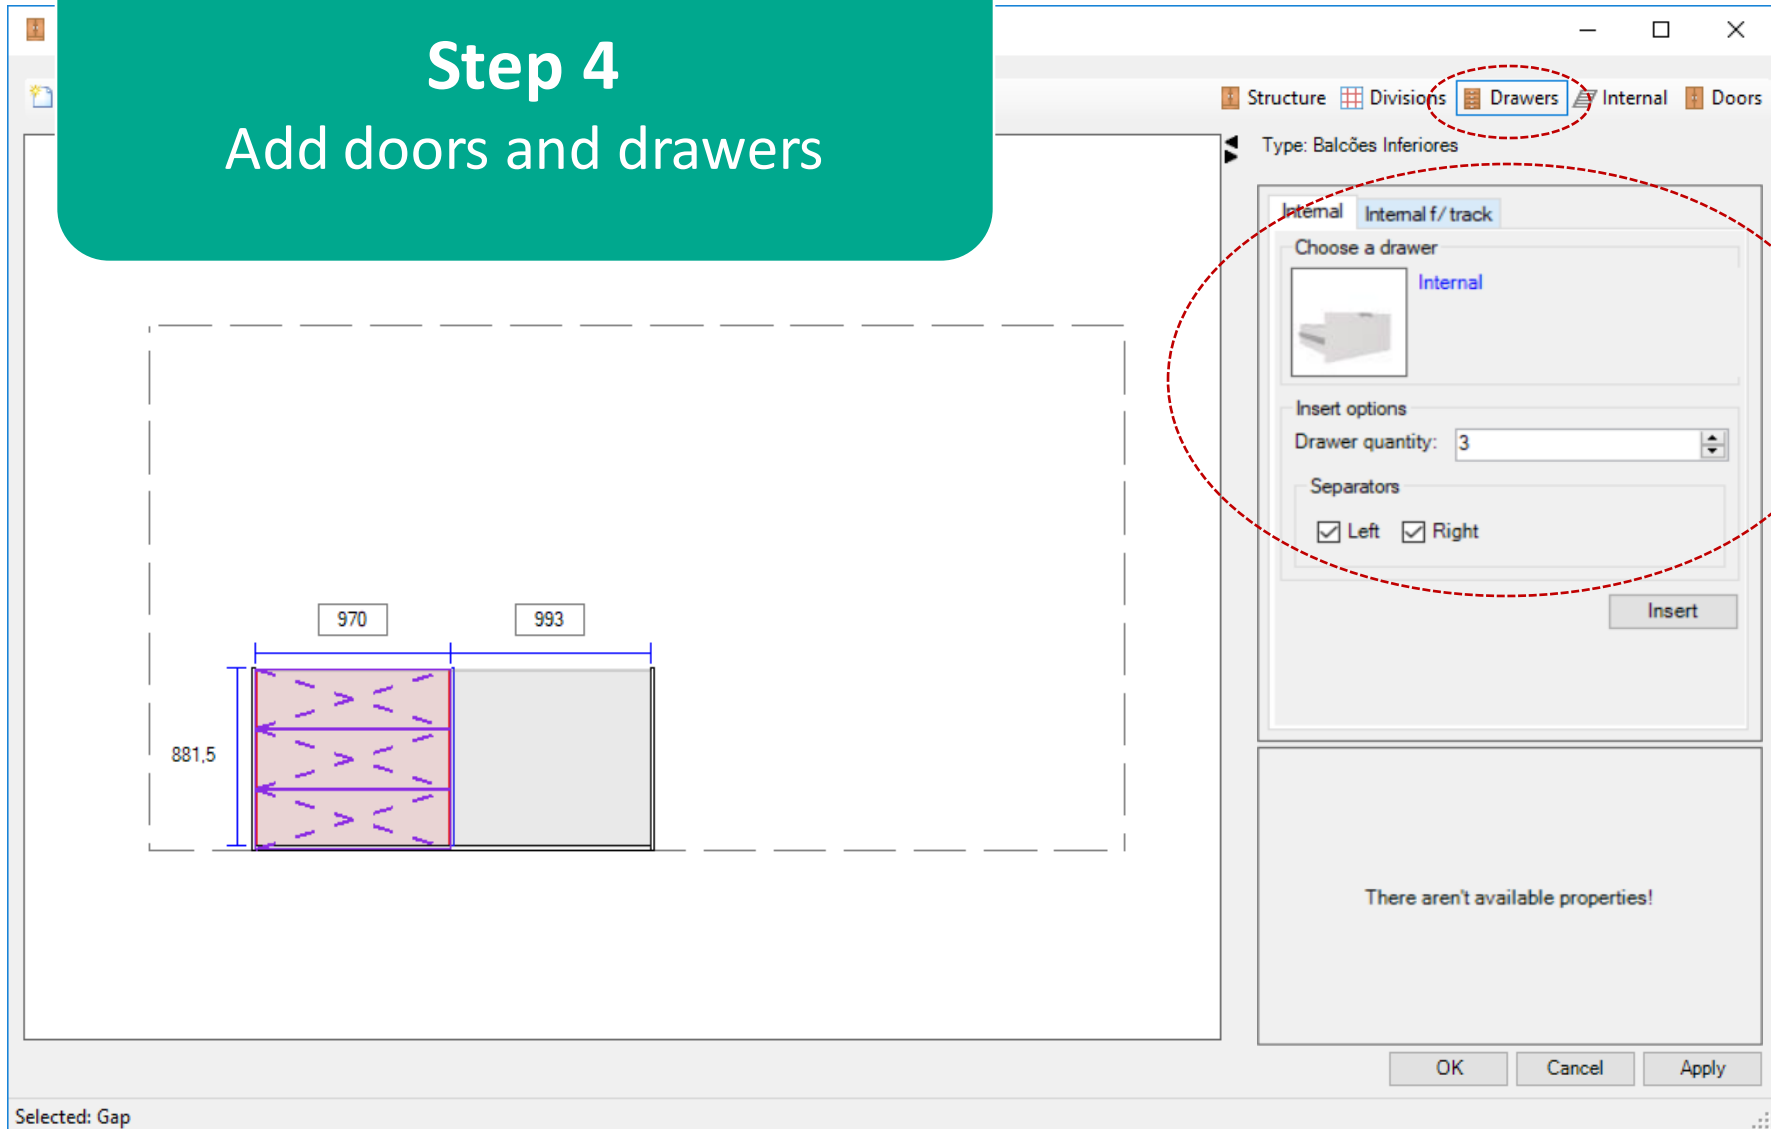 Step 4
Add doors and drawers
Structure Divisions Drawers Internal Doors
Type: Balcões Inferiores
Internal Internal f/ track
Choose a drawer
Internal
Insert options
Drawer quantity: 3
Separators
Left Right
Insert
970 993
881,5
There aren't available properties!
OK Cancel Apply
Selected: Gap